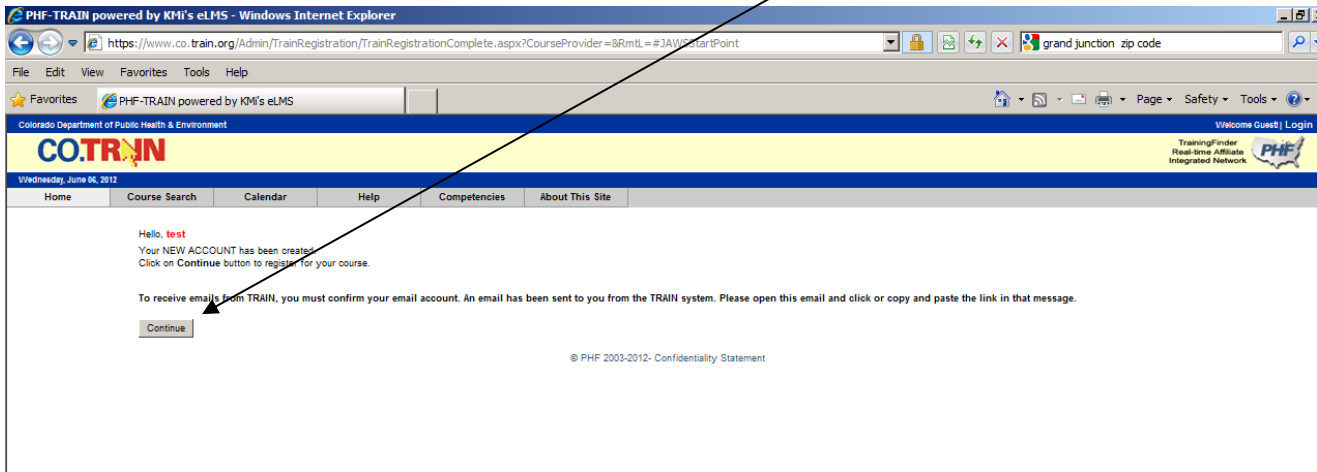 PHF-TRAIN powered by KMi's eLMS - Windows Internet Explorer
https://www.co.train.org/Admin/TrainRegistration/TrainRegistrationComplete.aspx?CourseProvider=&RmtL=#JAWSStartPoint
grand junction zip code
File Edit View Favorites Tools Help
Favorites PHF-TRAIN powered by KMi's eLMS Page Safety Tools
Colorado Department of Public Health & Environment Welcome Guest! | Login
CO.TRAIN
TrainingFinder
Real-time Affiliate
Integrated Network
PHF
Wednesday, June 06, 2012
Home Course Search Calendar Help Competencies About This Site
Hello, test
Your NEW ACCOUNT has been created.
Click on Continue button to register for your course.
To receive emails from TRAIN, you must confirm your email account. An email has been sent to you from the TRAIN system. Please open this email and click or copy and paste the link in that message.
Continue
© PHF 2003-2012- Confidentiality Statement